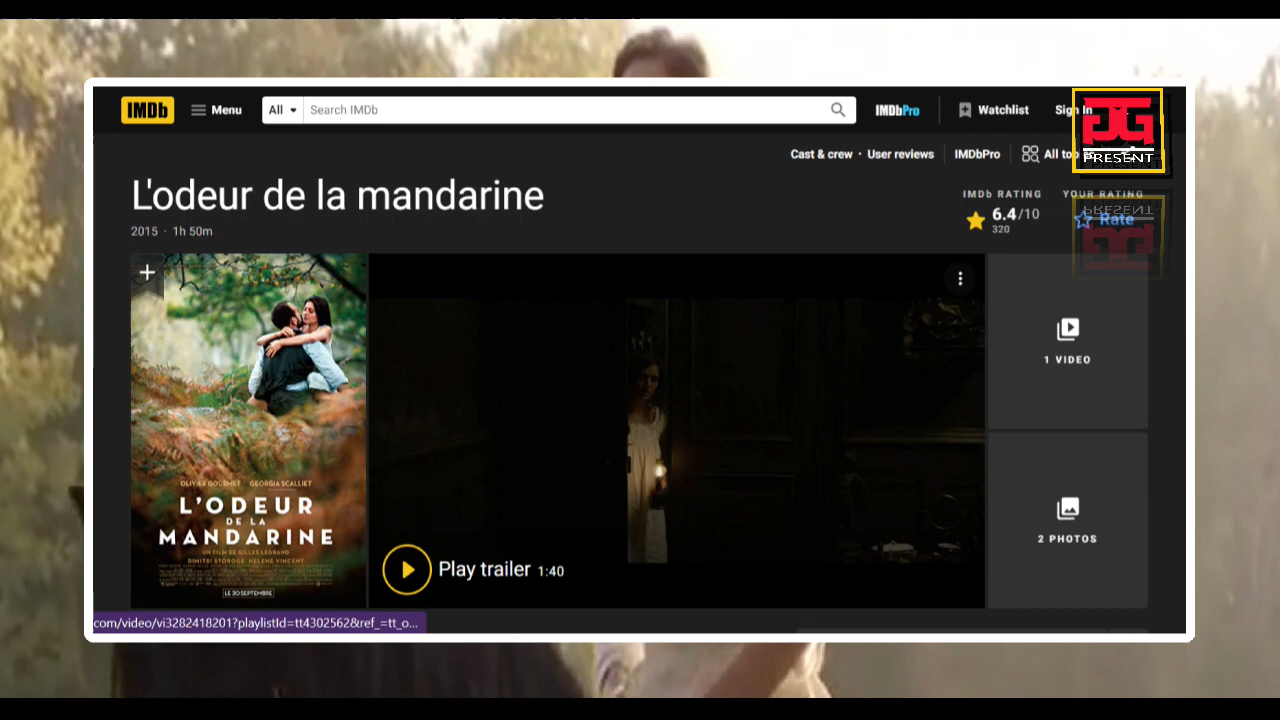 IMDb Menu All Search IMDb IMDbPro Watchlist Sign In
PRESENT
Cast & crew · User reviews IMDbPro All
L'odeur de la mandarine
2015 · 1h 50m
IMDb RATING YOUR RATING
6.4/10 Rate
320
OLIVIER GOURMET GEORGIA SCALLIET
L'ODEUR
DE LA
MANDARINE
UN FILM DE GILLES LEGRAND
DIMITRI STOROGE HELENE VINCENT
LE 30 SEPTEMBRE
Play trailer 1:40
1 VIDEO
2 PHOTOS
com/video/vi3282418201?playlistId=tt4302562&ref_=tt_o...